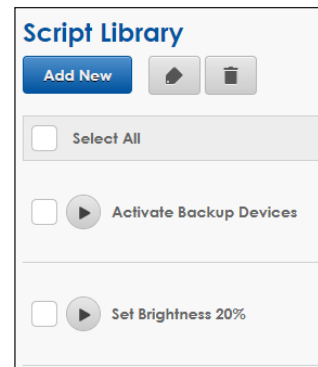 Script Library
Add New
Select All
Activate Backup Devices
Set Brightness 20%